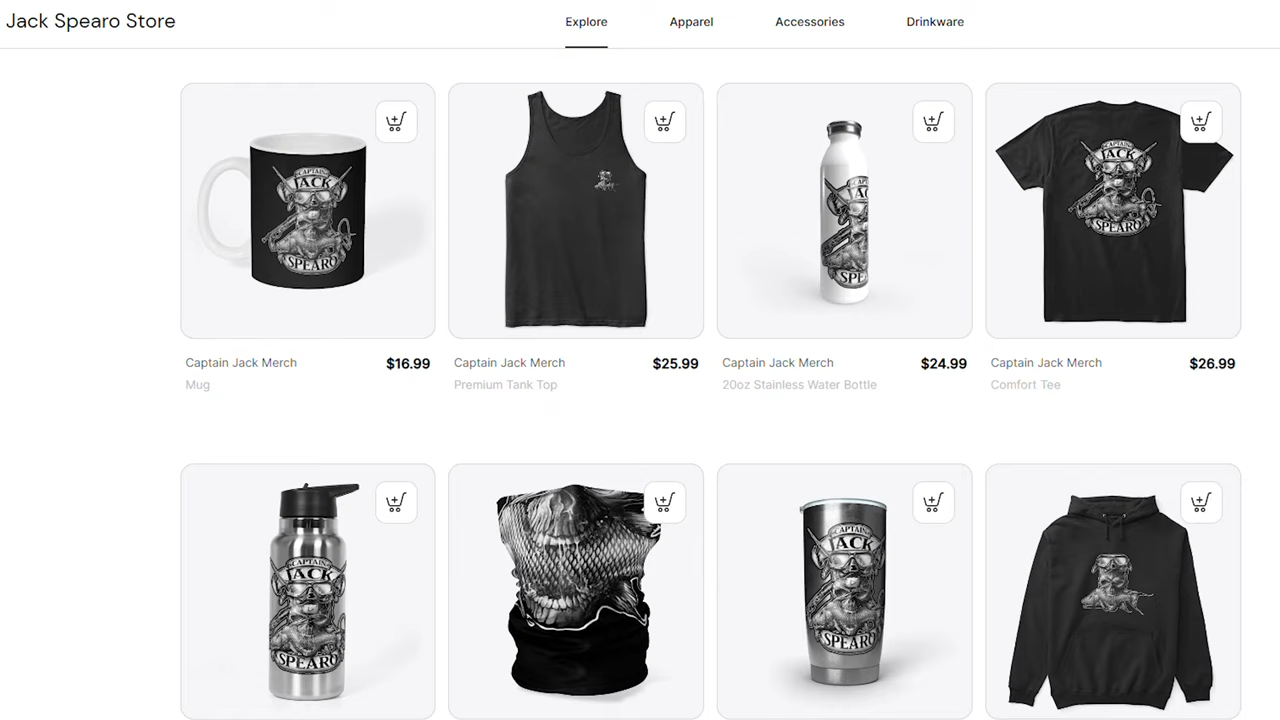 Jack Spearo Store
Explore Apparel Accessories Drinkware
CAPTAIN
JACK
SPEARO
CAPTAIN
JACK
SPEARO
Captain Jack Merch $16.99
Mug
Captain Jack Merch $25.99
Premium Tank Top
Captain Jack Merch $24.99
20oz Stainless Water Bottle
Captain Jack Merch $26.99
Comfort Tee
CAPTAIN
JACK
SPEARO
CAPTAIN
JACK
SPEARO